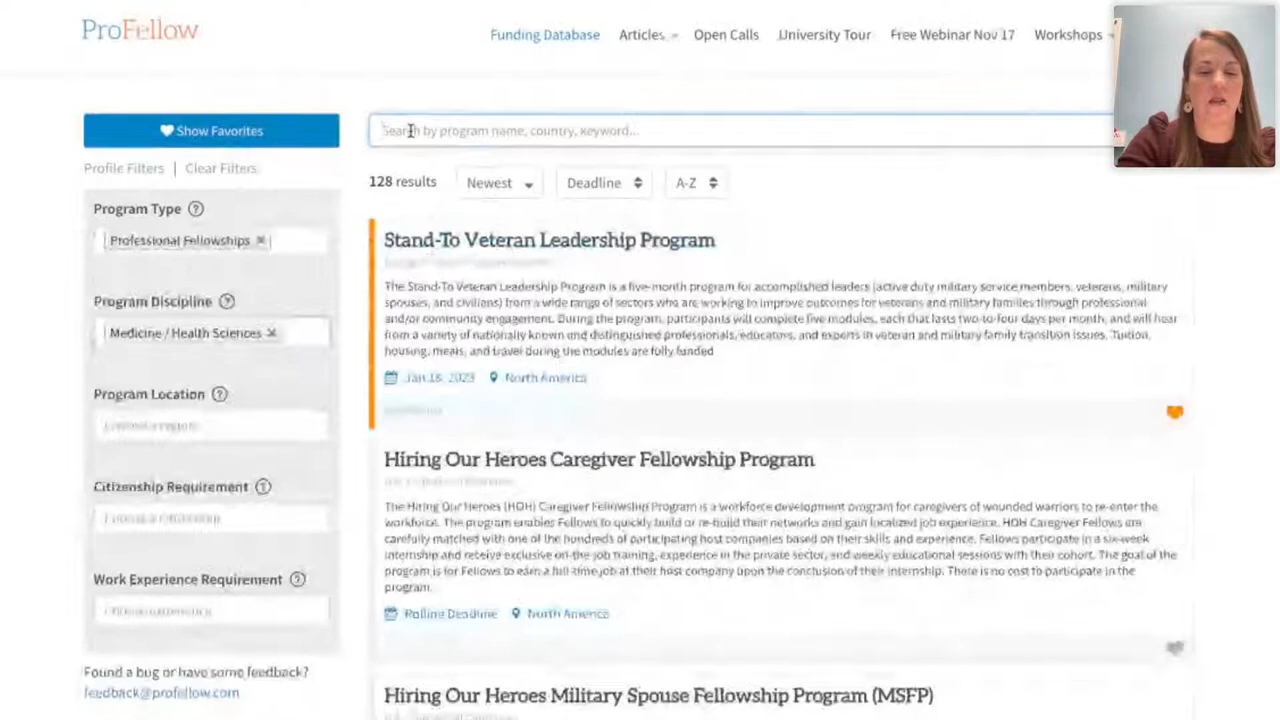 ProFellow
Funding Database Articles Open Calls University Tour Free Webinar Nov 17 Workshops
Show Favorites
Search by program name, country, keyword...
Profile Filters | Clear Filters
128 results Newest Deadline A-Z
Program Type ?
Professional Fellowships ×
Program Discipline ?
Medicine / Health Sciences ×
Program Location ?
Citizenship Requirement ?
Work Experience Requirement ?
Found a bug or have some feedback?
feedback@profellow.com
Stand-To Veteran Leadership Program
The Stand-To Veteran Leadership Program is a five-month program for accomplished leaders (active duty military service members, veterans, military
spouses, and civilians) from a wide range of sectors who are working to improve outcomes for veterans and military families through professional
and/or community engagement. During the program, participants will complete five modules, each that lasts two-to-four days per month, and will hear
from a variety of nationally known and distinguished professionals, educators, and experts in veteran and military family transition issues. Tuition,
housing, meals, and travel during the modules are fully funded
Jan 18, 2023 North America
Hiring Our Heroes Caregiver Fellowship Program
The Hiring Our Heroes (HOH) Caregiver Fellowship Program is a workforce development program for caregivers of wounded warriors to re-enter the
workforce. The program enables Fellows to quickly build or re-build their networks and gain localized job experience. HOH Caregiver Fellows are
carefully matched with one of the hundreds of participating host companies based on their skills and experience. Fellows participate in a six-week
internship and receive exclusive on-the-job training, experience in the private sector, and weekly educational sessions with their cohort. The goal of the
program is for Fellows to earn a full-time job at their host company upon the conclusion of their internship. There is no cost to participate in the
program.
Rolling Deadline North America
Hiring Our Heroes Military Spouse Fellowship Program (MSFP)